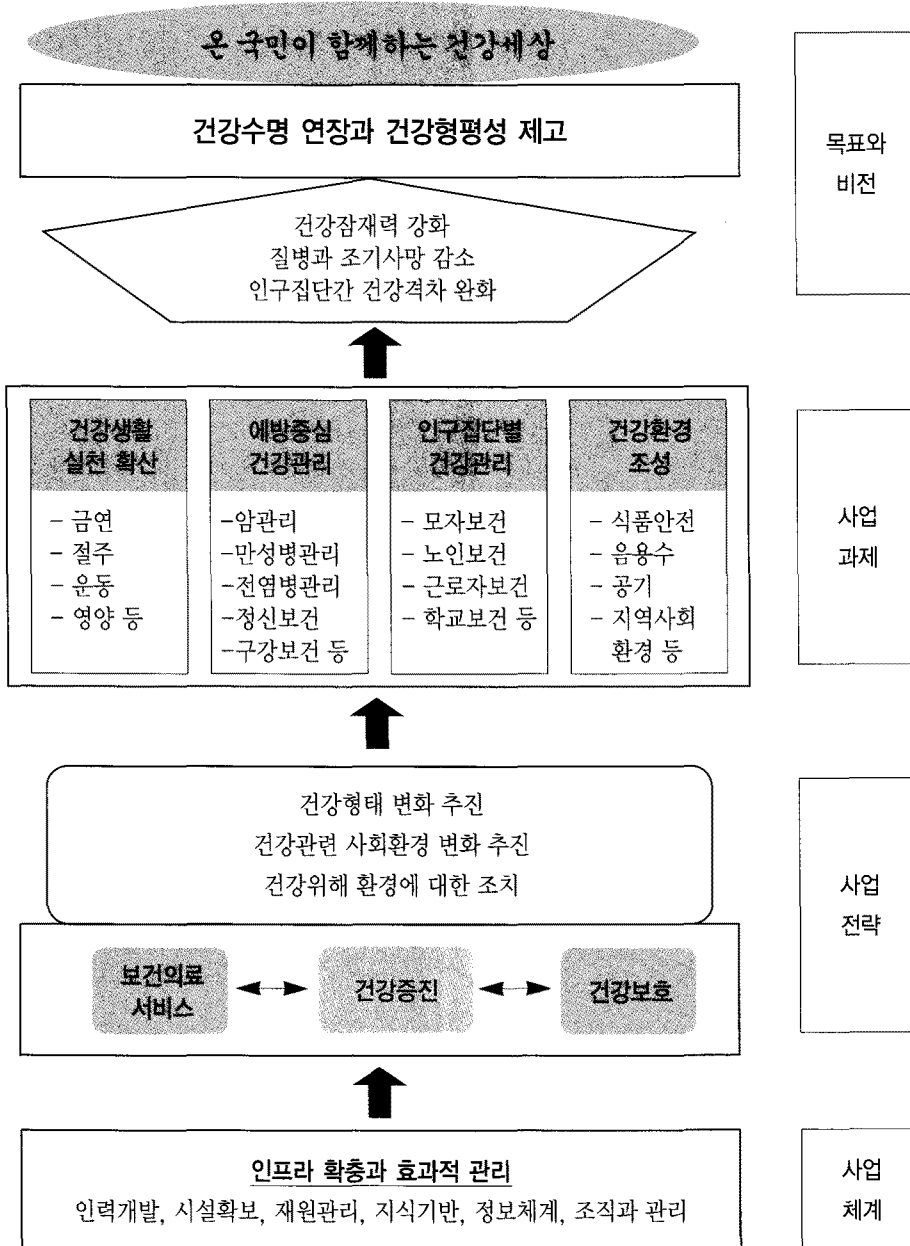 온 국민이 함께하는 건강세상
건강수명 연장과 건강형평성 제고
목표와
비전
건강잠재력 강화
질병과 조기사망 감소
인구집단간 건강격차 완화
건강생활
실천 확산
- 금연
- 절주
- 운동
- 영양 등
예방중심
건강관리
-암관리
-만성병관리
-전염병관리
-정신보건
-구강보건 등
인구집단별
건강관리
- 모자보건
- 노인보건
- 근로자보건
- 학교보건 등
건강환경
조성
- 식품안전
- 음용수
- 공기
- 지역사회
환경 등
사업
과제
건강형태 변화 추진
건강관련 사회환경 변화 추진
건강위해 환경에 대한 조치
사업
전략
보건의료
서비스
건강증진
건강보호
인프라 확충과 효과적 관리
인력개발, 시설확보, 재원관리, 지식기반, 정보체계, 조직과 관리
사업
체계